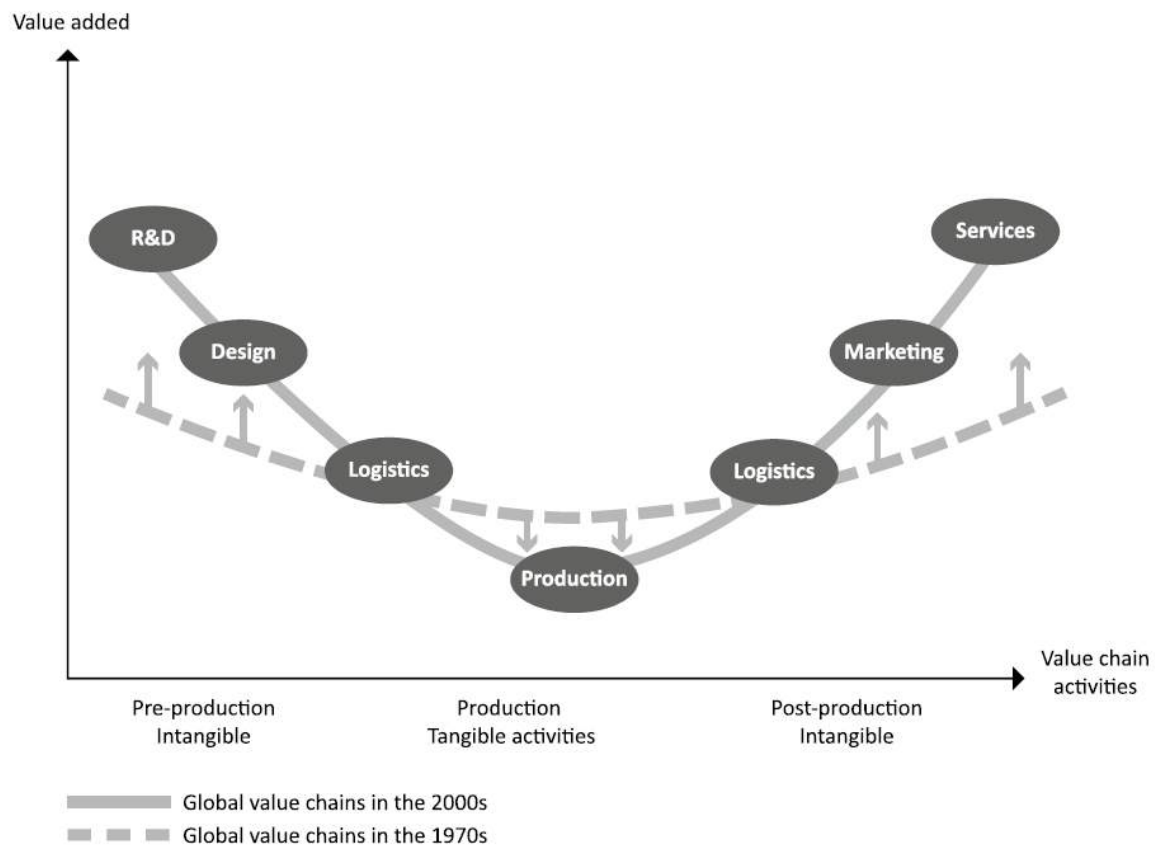 Value added
R&D
Services
Design
Marketing
Logistics
Logistics
Production
Value chain
activities
Pre-production
Intangible
Production
Tangible activities
Post-production
Intangible
Global value chains in the 2000s
Global value chains in the 1970s